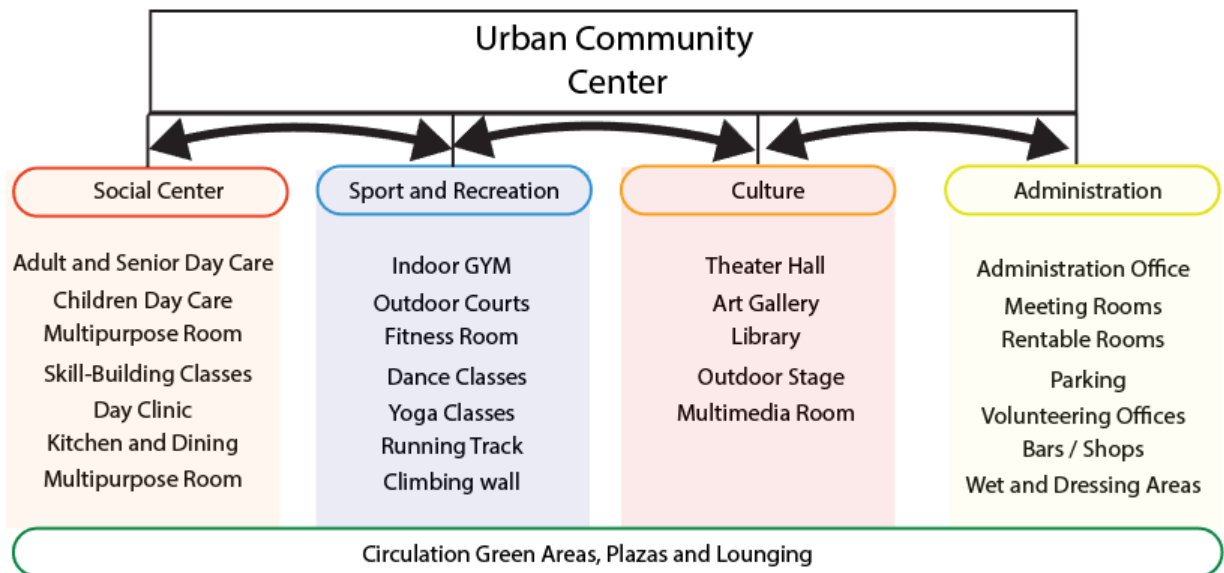 Urban Community
Center
Social Center
Adult and Senior Day Care
Children Day Care
Multipurpose Room
Skill-Building Classes
Day Clinic
Kitchen and Dining
Multipurpose Room
Sport and Recreation
Indoor GYM
Outdoor Courts
Fitness Room
Dance Classes
Yoga Classes
Running Track
Climbing wall
Culture
Theater Hall
Art Gallery
Library
Outdoor Stage
Multimedia Room
Administration
Administration Office
Meeting Rooms
Rentable Rooms
Parking
Volunteering Offices
Bars / Shops
Wet and Dressing Areas
Circulation Green Areas, Plazas and Lounging